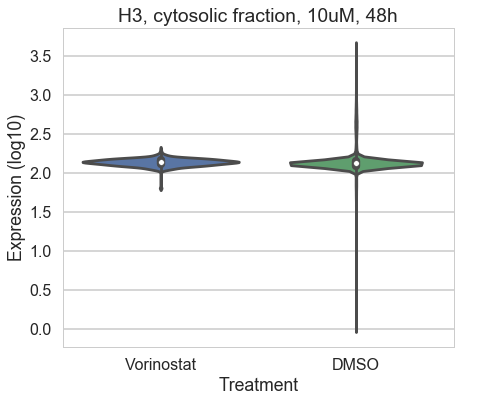 H3, cytosolic fraction, 10uM, 48h
Expression (log10)
3.5
3.0
2.5
2.0
1.5
1.0
0.5
0.0
Vorinostat
DMSO
Treatment